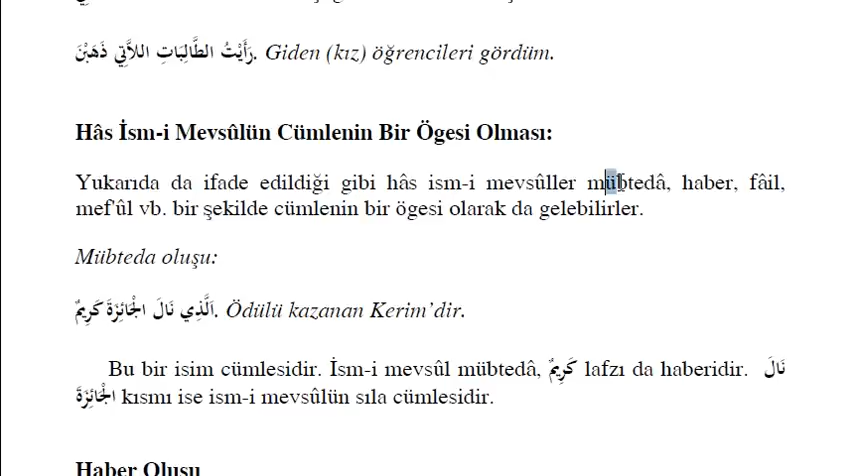 رَأَيْتُ الطَّالِبَاتِ اللاَّتِي ذَهَبْنَ. Giden (kız) öğrencileri gördüm.
Hâs İsm-i Mevsûlün Cümlenin Bir Ögesi Olması:
Yukarıda da ifade edildiği gibi hâs ism-i mevsûller mübtedâ, haber, fâil,
mef'ûl vb. bir şekilde cümlenin bir ögesi olarak da gelebilirler.
Mübteda oluşu:
اَلَّذِي نَالَ الْجَائِزَةَ كَرِيمٌ. Ödülü kazanan Kerim’dir.
Bu bir isim cümlesidir. İsm-i mevsûl mübtedâ, كَرِيمٌ lafzı da haberidir. نَالَ
الْجَائِزَةَ kısmı ise ism-i mevsûlün sıla cümlesidir.
Haber Oluşu